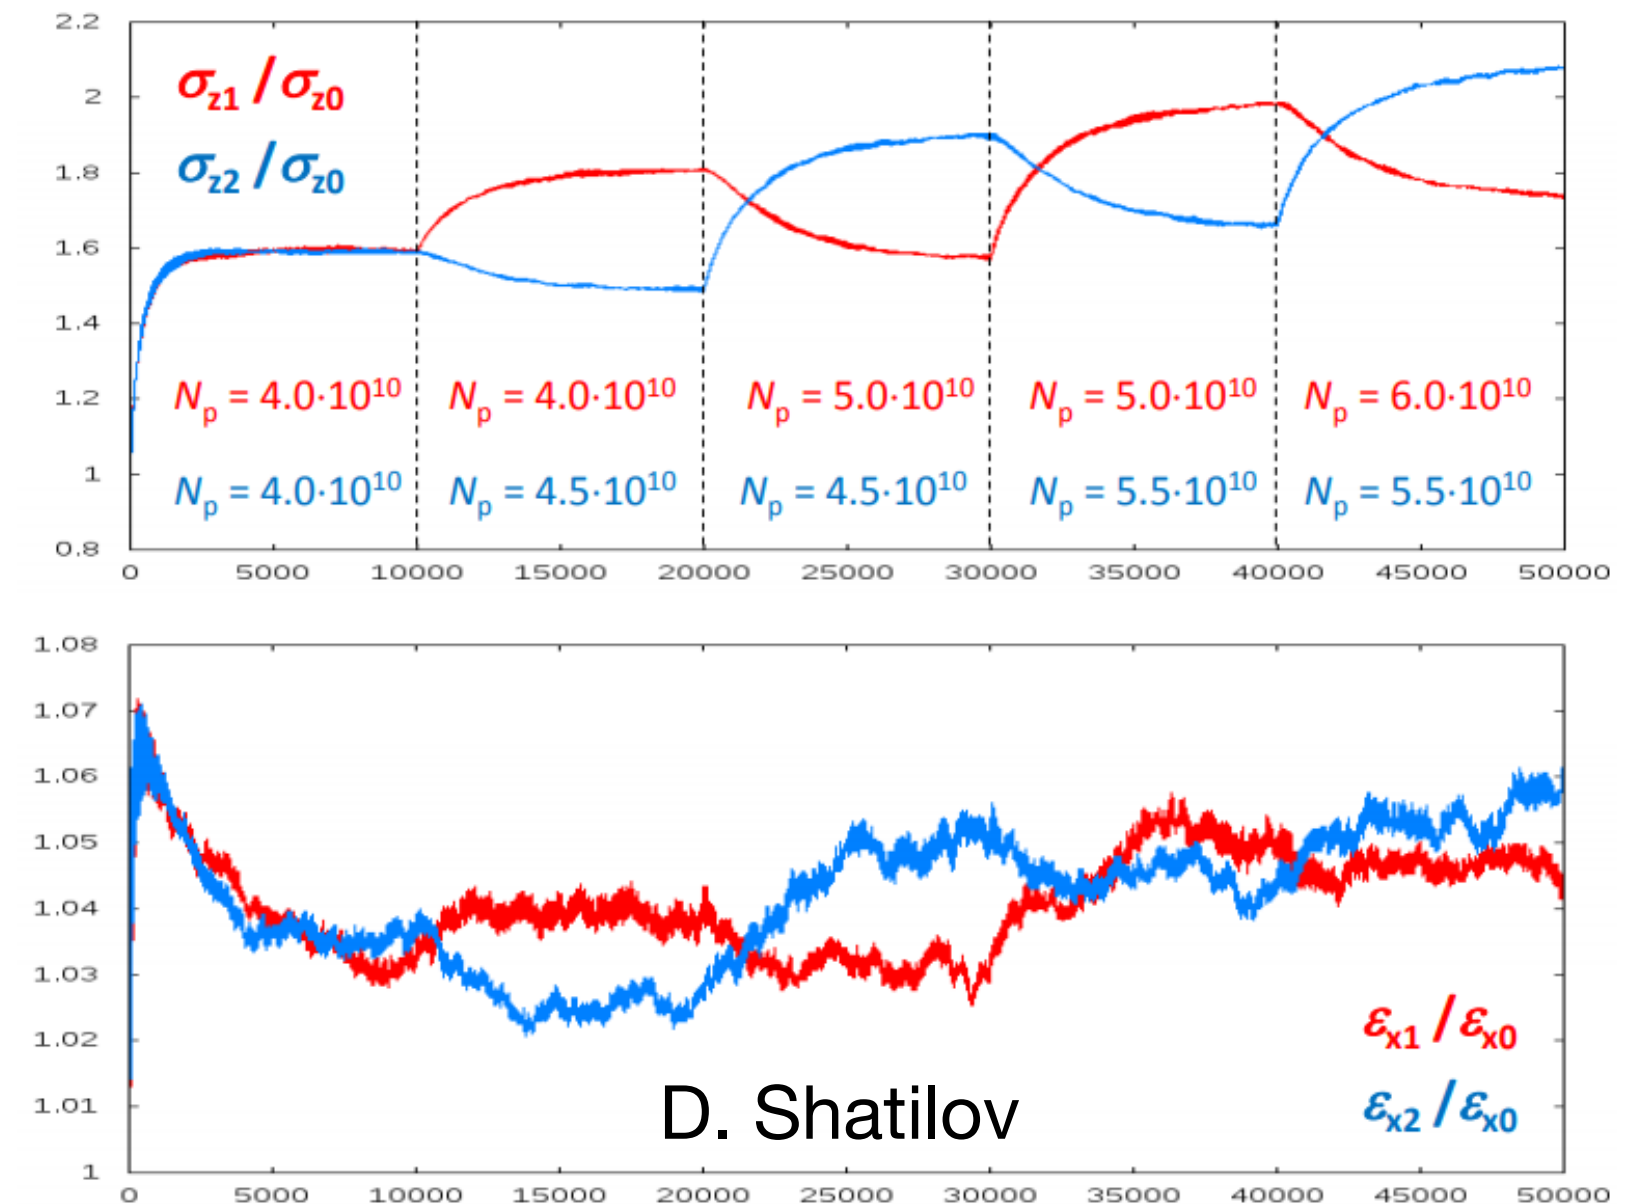 2.2
2
1.8
1.6
1.4
1.2
1
0.8
σz1 / σz0
σz2 / σz0
Np = 4.0·10¹⁰ Np = 4.0·10¹⁰ Np = 5.0·10¹⁰ Np = 5.0·10¹⁰ Np = 6.0·10¹⁰
Np = 4.0·10¹⁰ Np = 4.5·10¹⁰ Np = 4.5·10¹⁰ Np = 5.5·10¹⁰ Np = 5.5·10¹⁰
0 5000 10000 15000 20000 25000 30000 35000 40000 45000 50000
1.08
1.07
1.06
1.05
1.04
1.03
1.02
1.01
1
εx1 / εx0
εx2 / εx0
D. Shatilov
0 5000 10000 15000 20000 25000 30000 35000 40000 45000 50000